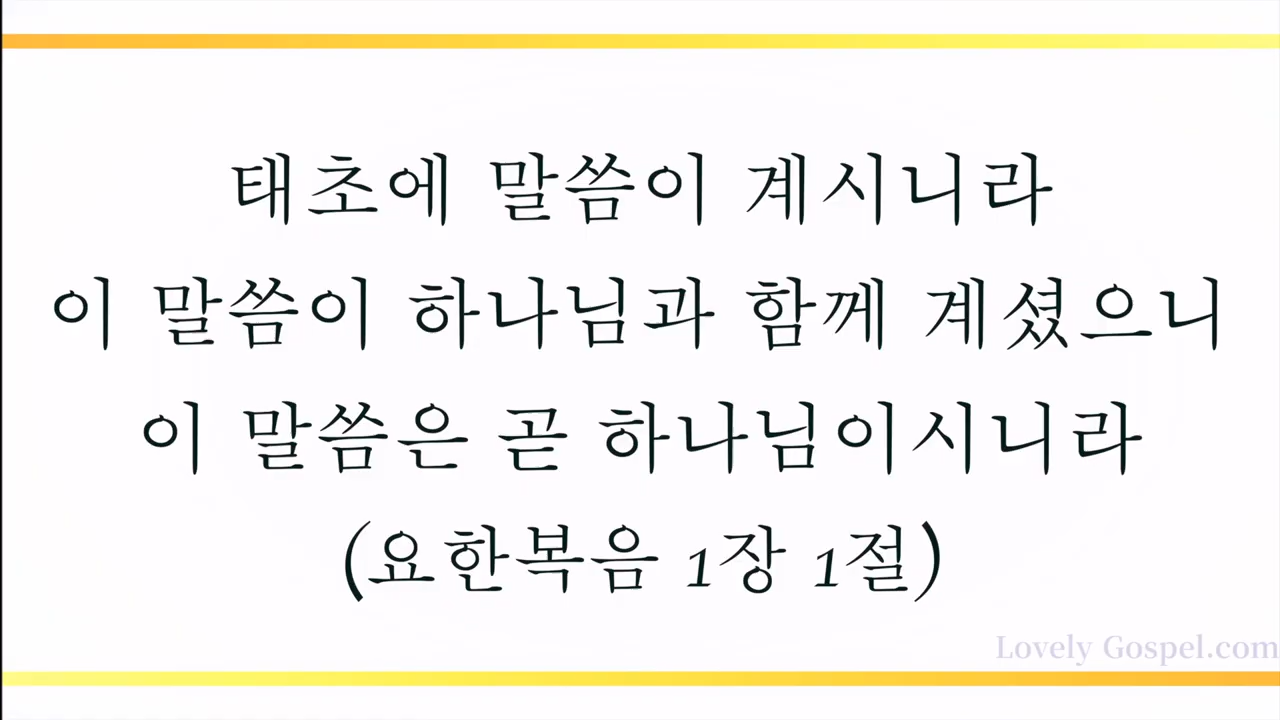 태초에 말씀이 계시니라
이 말씀이 하나님과 함께 계셨으니
이 말씀은 곧 하나님이시니라
(요한복음 1장 1절)
Lovely Gospel.com